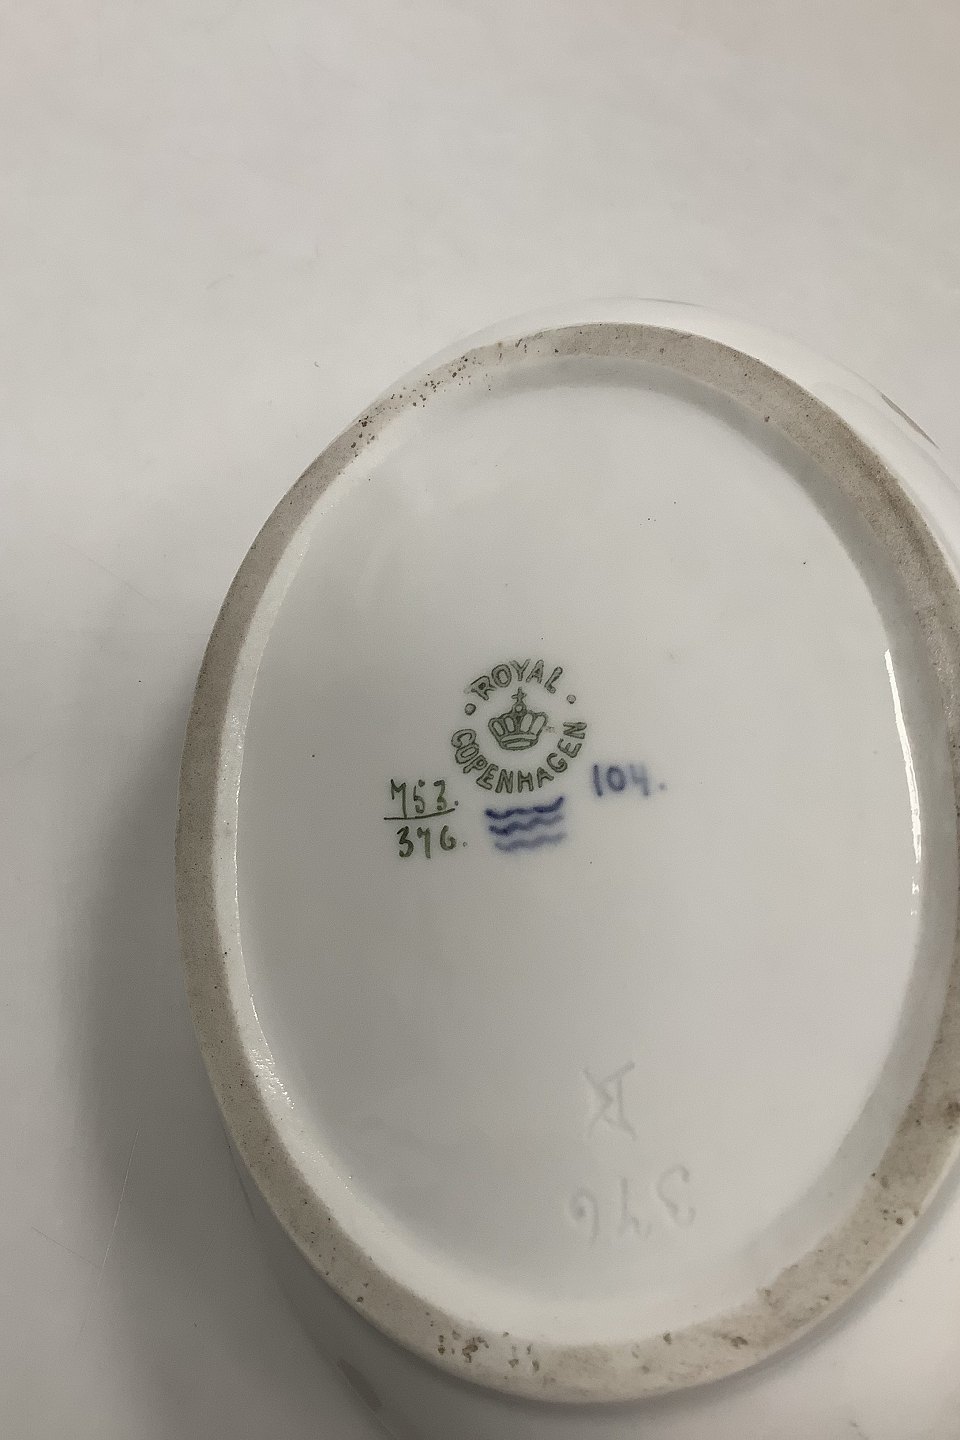 ROYAL
COPENHAGEN
753.
376.
104.
376